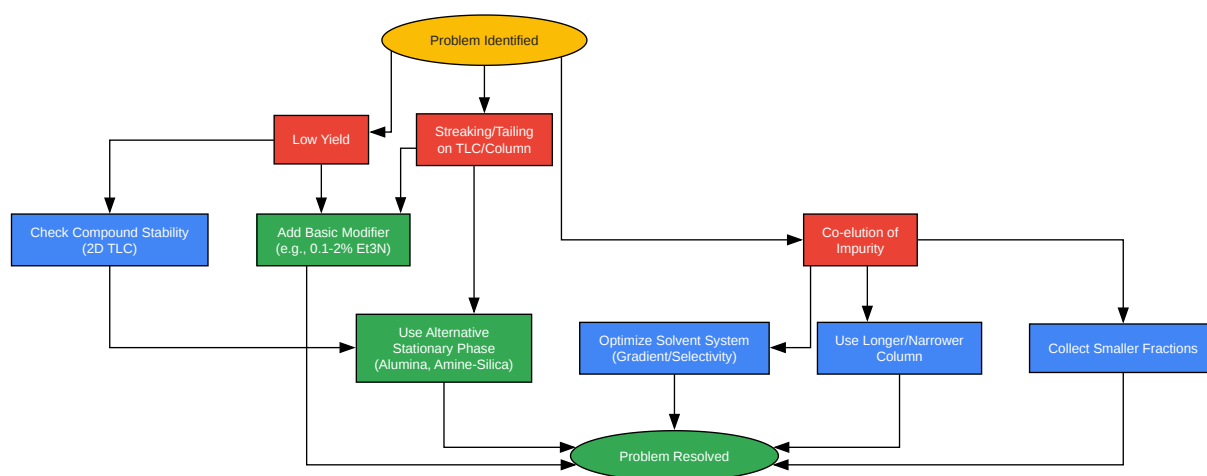 Problem Identified
Low Yield
Streaking/Tailing
on TLC/Column
Check Compound Stability
(2D TLC)
Add Basic Modifier
(e.g., 0.1-2% Et3N)
Co-elution of
Impurity
Use Alternative
Stationary Phase
(Alumina, Amine-Silica)
Optimize Solvent System
(Gradient/Selectivity)
Use Longer/Narrower
Column
Collect Smaller Fractions
Problem Resolved